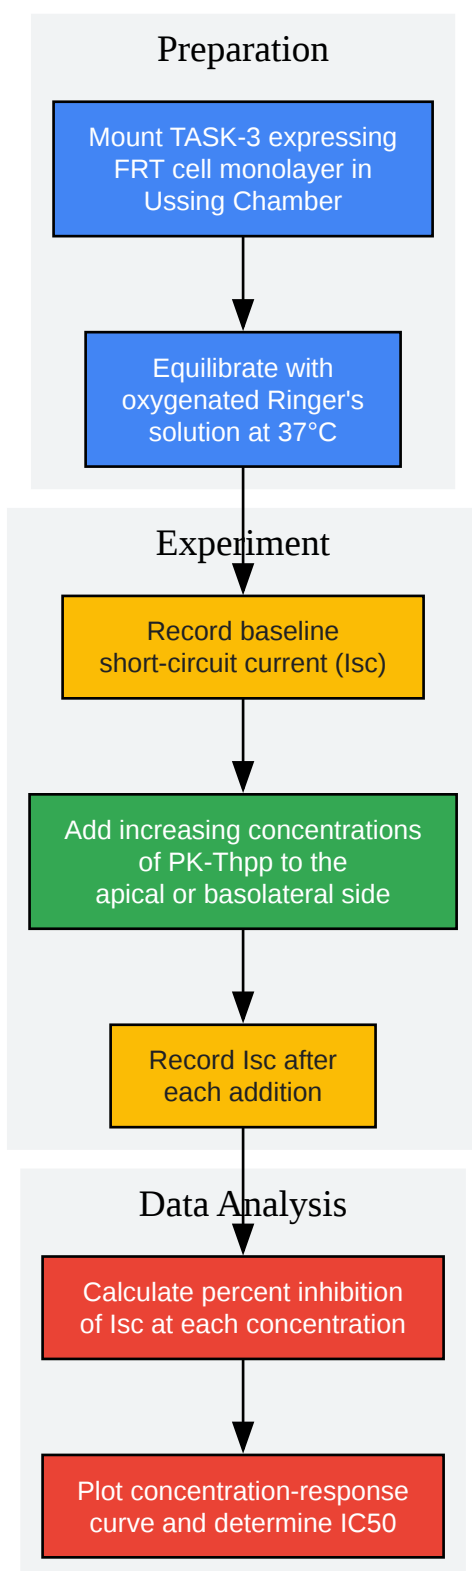 Preparation
Mount TASK-3 expressing
FRT cell monolayer in
Ussing Chamber
Equilibrate with
oxygenated Ringer's
solution at 37°C
Experiment
Record baseline
short-circuit current (Isc)
Add increasing concentrations
of PK-Thpp to the
apical or basolateral side
Record Isc after
each addition
Data Analysis
Calculate percent inhibition
of Isc at each concentration
Plot concentration-response
curve and determine IC50